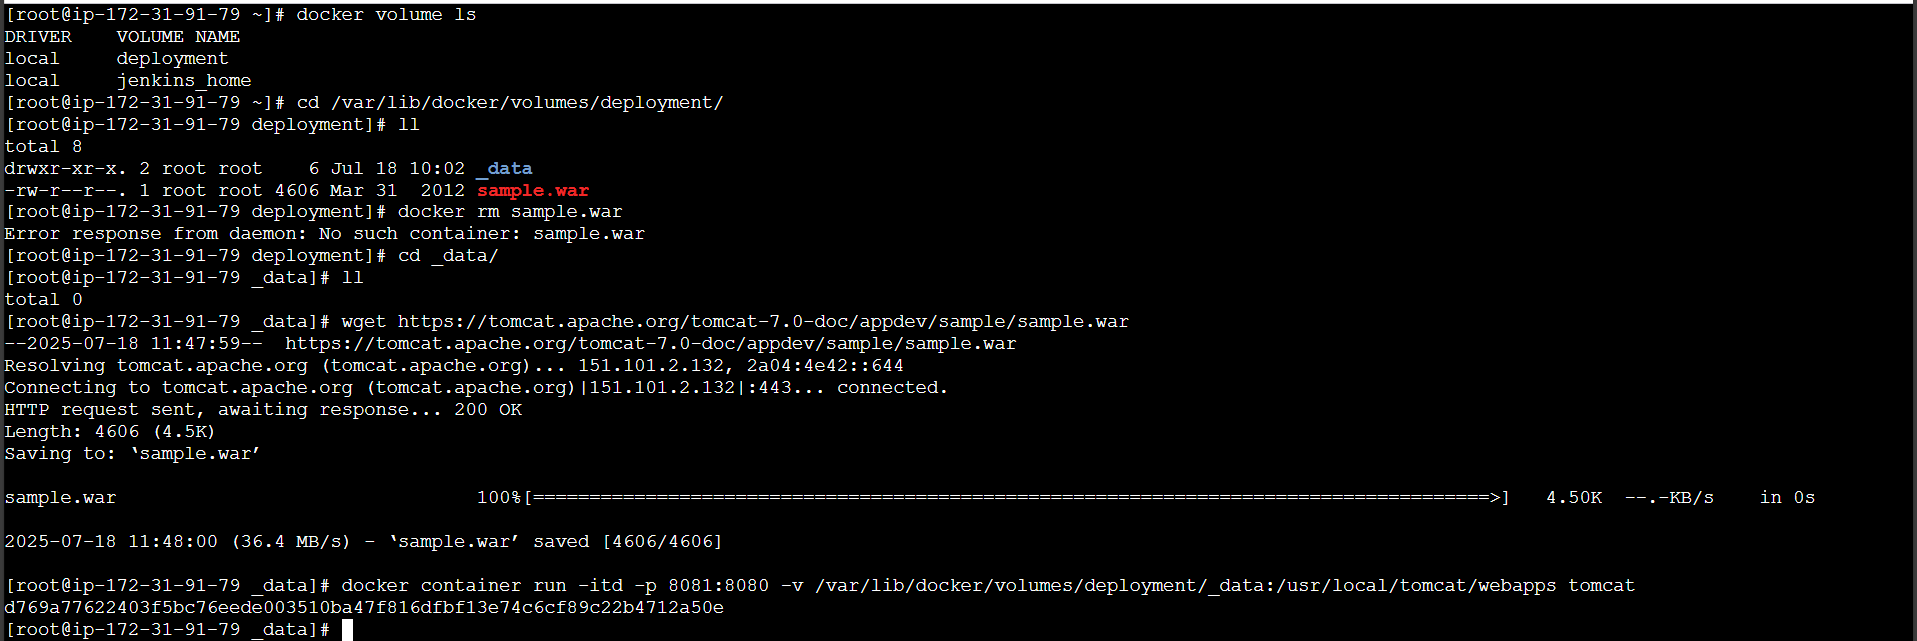 [root@ip-172-31-91-79 ~]# docker volume ls
DRIVER    VOLUME NAME
local     deployment
local     jenkins_home
[root@ip-172-31-91-79 ~]# cd /var/lib/docker/volumes/deployment/
[root@ip-172-31-91-79 deployment]# ll
total 8
drwxr-xr-x. 2 root root    6 Jul 18 10:02 _data
-rw-r--r--. 1 root root 4606 Mar 31  2012 sample.war
[root@ip-172-31-91-79 deployment]# docker rm sample.war
Error response from daemon: No such container: sample.war
[root@ip-172-31-91-79 deployment]# cd _data/
[root@ip-172-31-91-79 _data]# ll
total 0
[root@ip-172-31-91-79 _data]# wget https://tomcat.apache.org/tomcat-7.0-doc/appdev/sample/sample.war
--2025-07-18 11:47:59--  https://tomcat.apache.org/tomcat-7.0-doc/appdev/sample/sample.war
Resolving tomcat.apache.org (tomcat.apache.org)... 151.101.2.132, 2a04:4e42::644
Connecting to tomcat.apache.org (tomcat.apache.org)|151.101.2.132|:443... connected.
HTTP request sent, awaiting response... 200 OK
Length: 4606 (4.5K)
Saving to: ‘sample.war’
sample.war                                100%[=====================================================================================>]   4.50K  --.-KB/s    in 0s
2025-07-18 11:48:00 (36.4 MB/s) - ‘sample.war’ saved [4606/4606]
[root@ip-172-31-91-79 _data]# docker container run -itd -p 8081:8080 -v /var/lib/docker/volumes/deployment/_data:/usr/local/tomcat/webapps tomcat
d769a77622403f5bc76eede003510ba47f816dfbf13e74c6cf89c22b4712a50e
[root@ip-172-31-91-79 _data]#